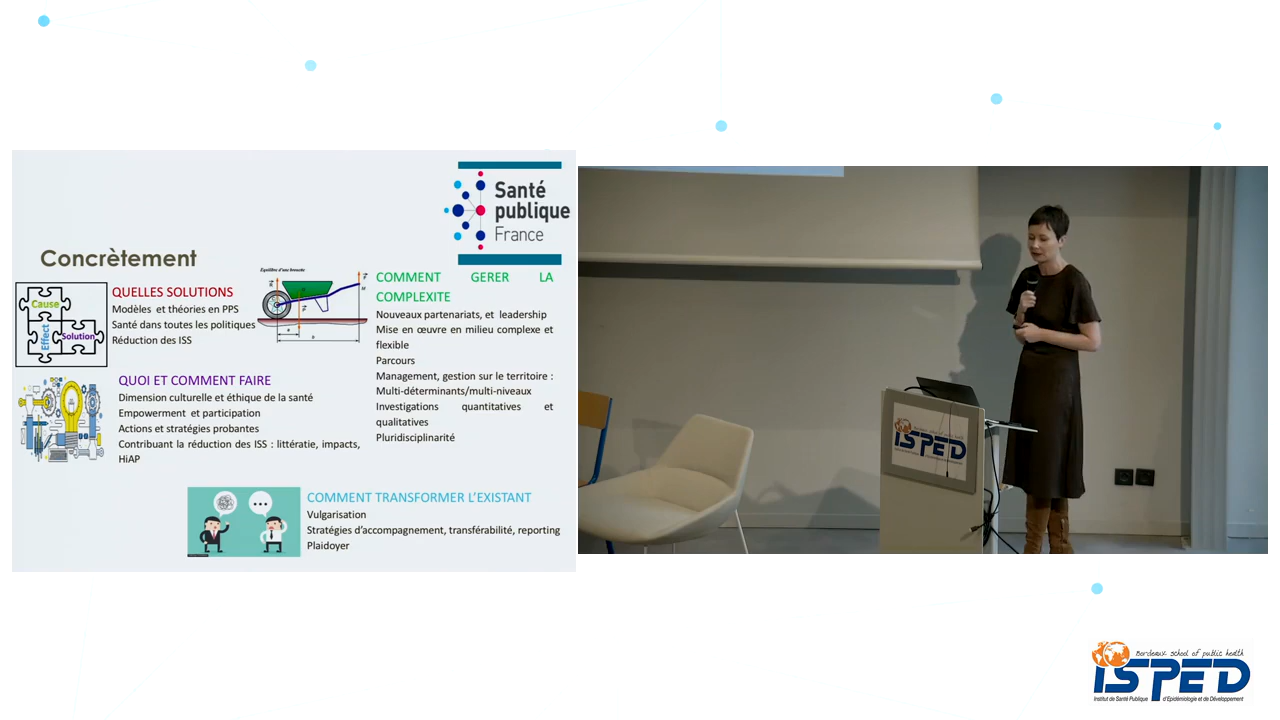 Santé
publique
France
Concrètement
Cause
Effect
Solution
QUELLES SOLUTIONS
Modèles et théories en PPS
Santé dans toutes les politiques
Réduction des ISS
Equilibre d'une brouette
COMMENT GERER LA
COMPLEXITE
Nouveaux partenariats, et leadership
Mise en œuvre en milieu complexe et
flexible
Parcours
Management, gestion sur le territoire :
Multi-déterminants/multi-niveaux
Investigations quantitatives et
qualitatives
Pluridisciplinarité
QUOI ET COMMENT FAIRE
Dimension culturelle et éthique de la santé
Empowerment et participation
Actions et stratégies probantes
Contribuant la réduction des ISS : littératie, impacts,
HiAP
COMMENT TRANSFORMER L'EXISTANT
Vulgarisation
Stratégies d'accompagnement, transférabilité, reporting
Plaidoyer
ISPED
Bordeaux school of public health
ISPED
Institut de Santé Publique d'Epidémiologie et de Développement